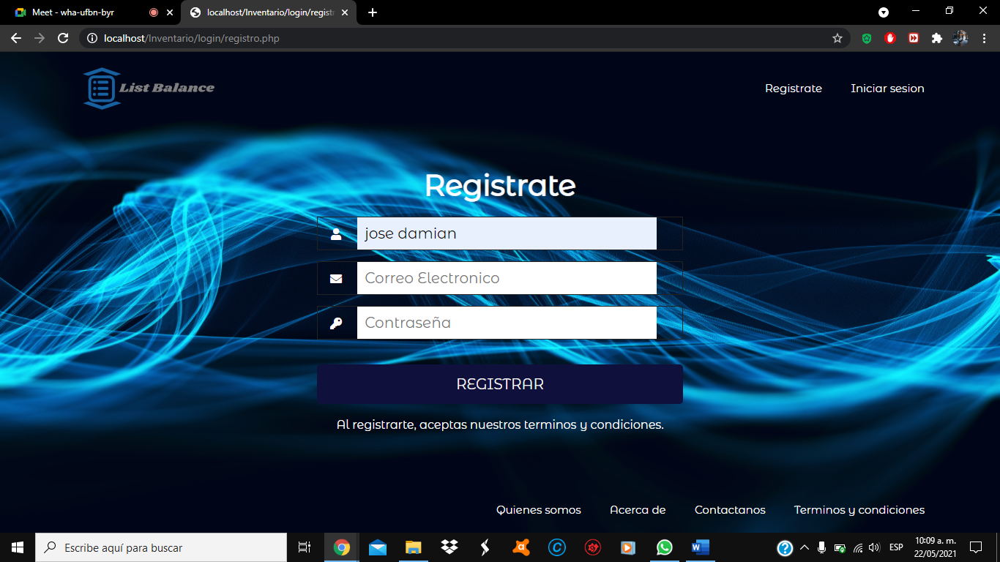 Meet - wha-ufbn-byr
localhost/Inventario/login/regist
localhost/Inventario/login/registro.php
List Balance
Registrate
Iniciar sesion
Registrate
jose damian
Correo Electronico
Contraseña
REGISTRAR
Al registrarte, aceptas nuestros terminos y condiciones.
Quienes somos
Acerca de
Contactanos
Terminos y condiciones
Escribe aquí para buscar
ESP
10:09 a. m.
22/05/2021